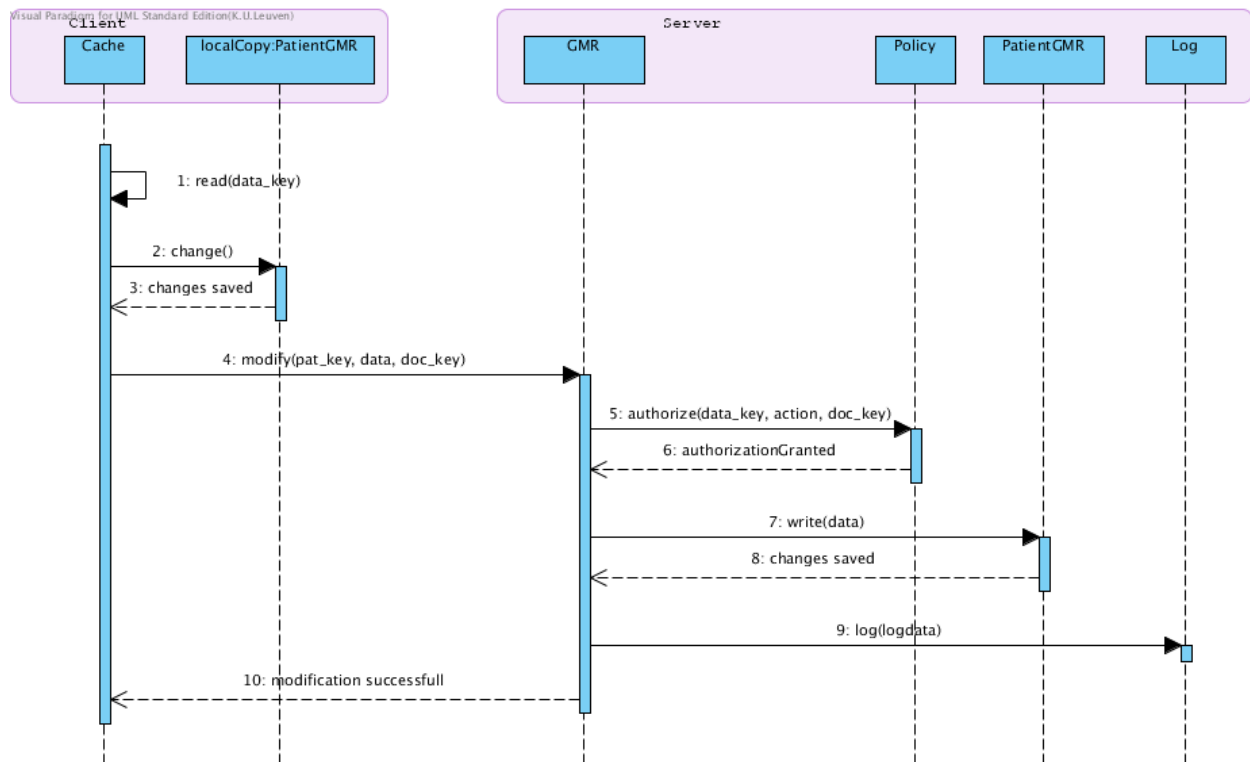 Visual Paradigm for UML Standard Edition(K.U.Leuven)
Client
Server
Cache
localCopy:PatientGMR
GMR
Policy
PatientGMR
Log
1: read(data_key)
2: change()
3: changes saved
4: modify(pat_key, data, doc_key)
5: authorize(data_key, action, doc_key)
6: authorizationGranted
7: write(data)
8: changes saved
9: log(logdata)
10: modification successfull